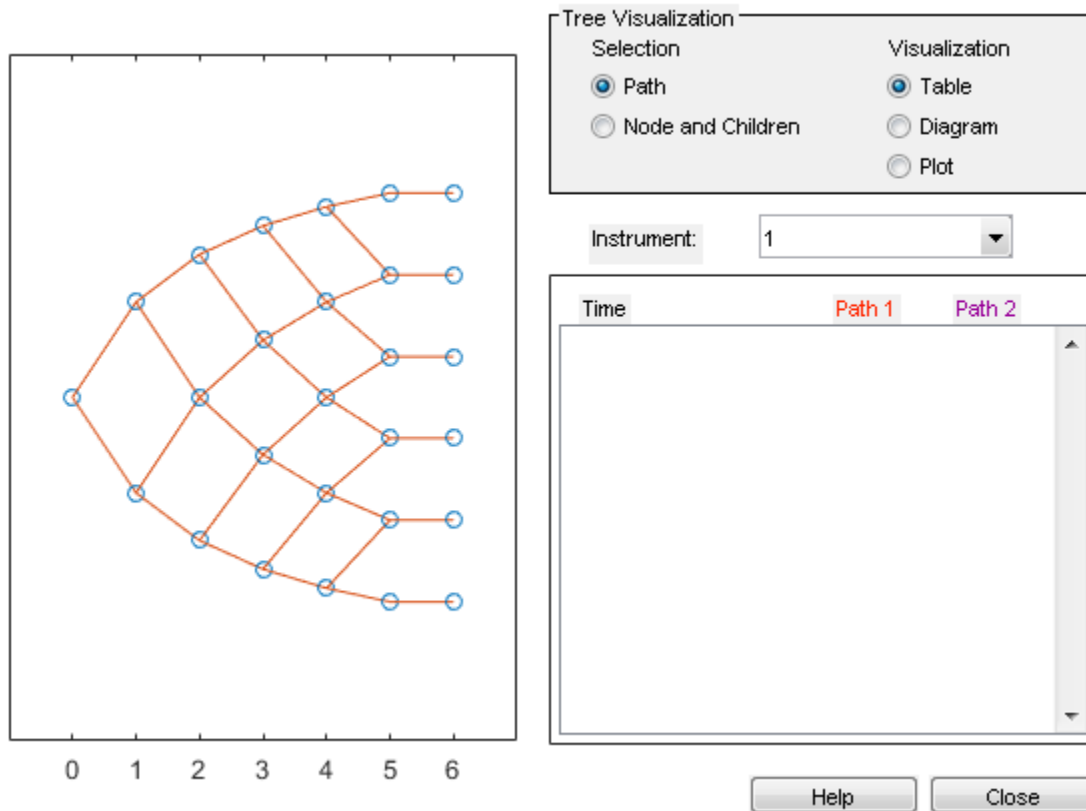 Tree Visualization
Selection Visualization
Path Table
Node and Children Diagram
Plot
Instrument: 1
Time Path 1 Path 2
0 1 2 3 4 5 6
Help Close